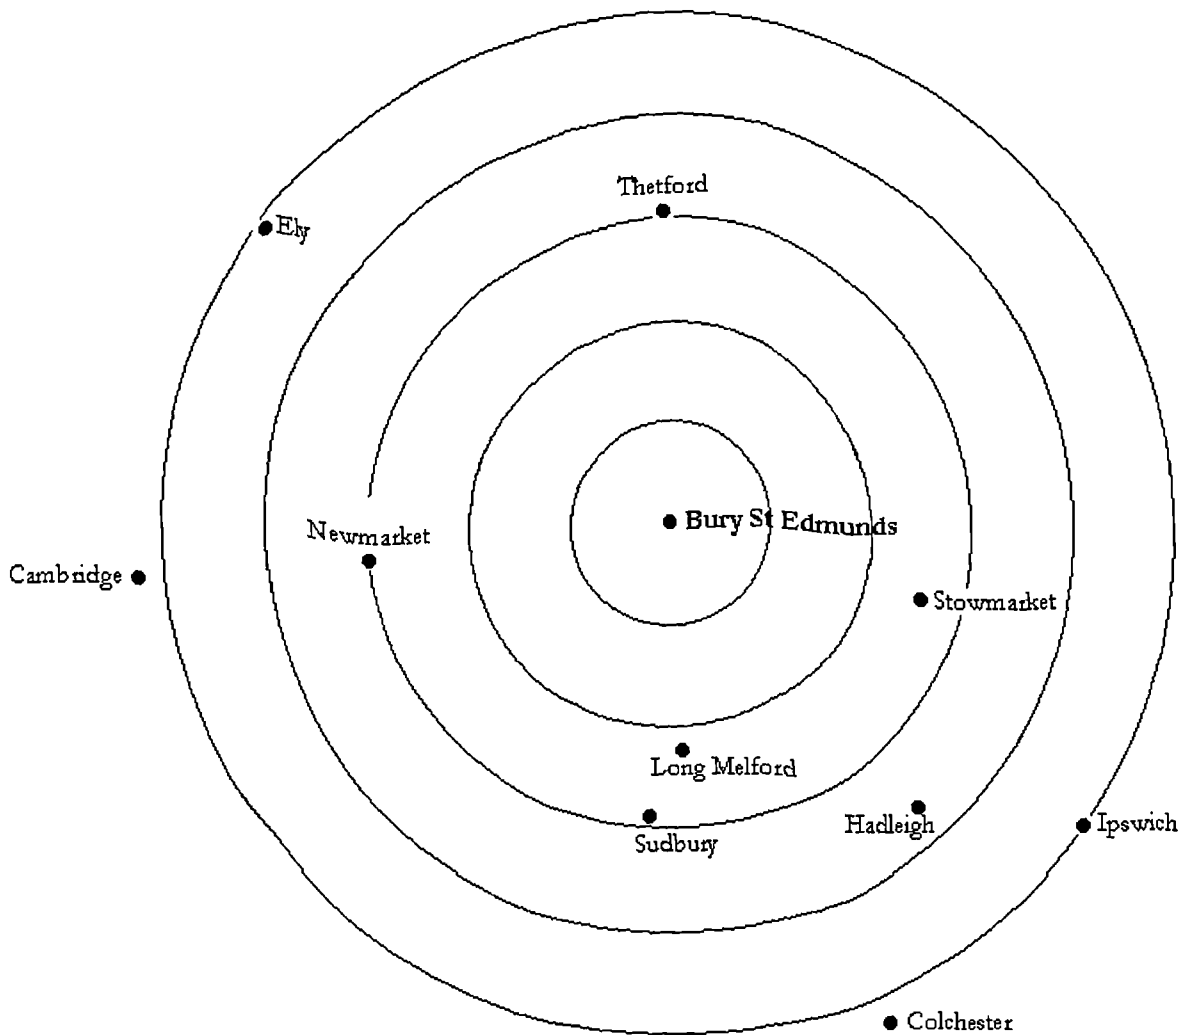 Thetford
Ely
Bury St Edmunds
Newmarket
Cambridge
Stowmarket
Long Melford
Hadleigh
Ipswich
Sudbury
Colchester